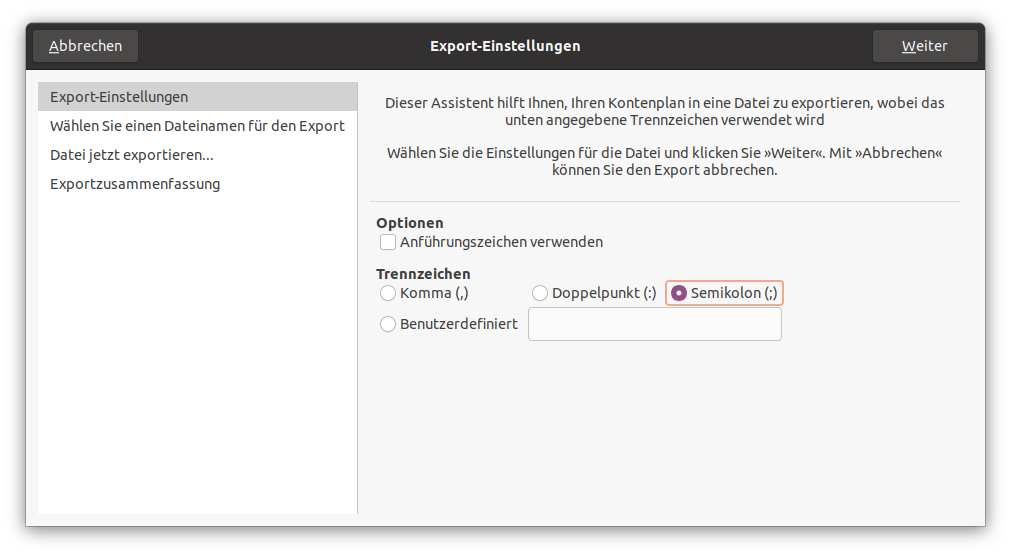 Abbrechen
Export-Einstellungen
Weiter
Export-Einstellungen
Wählen Sie einen Dateinamen für den Export
Datei jetzt exportieren...
Exportzusammenfassung
Dieser Assistent hilft Ihnen, Ihren Kontenplan in eine Datei zu exportieren, wobei das
unten angegebene Trennzeichen verwendet wird
Wählen Sie die Einstellungen für die Datei und klicken Sie »Weiter«. Mit »Abbrechen«
können Sie den Export abbrechen.
Optionen
Anführungszeichen verwenden
Trennzeichen
Komma (,)
Doppelpunkt (:)
Semikolon (;)
Benutzerdefiniert